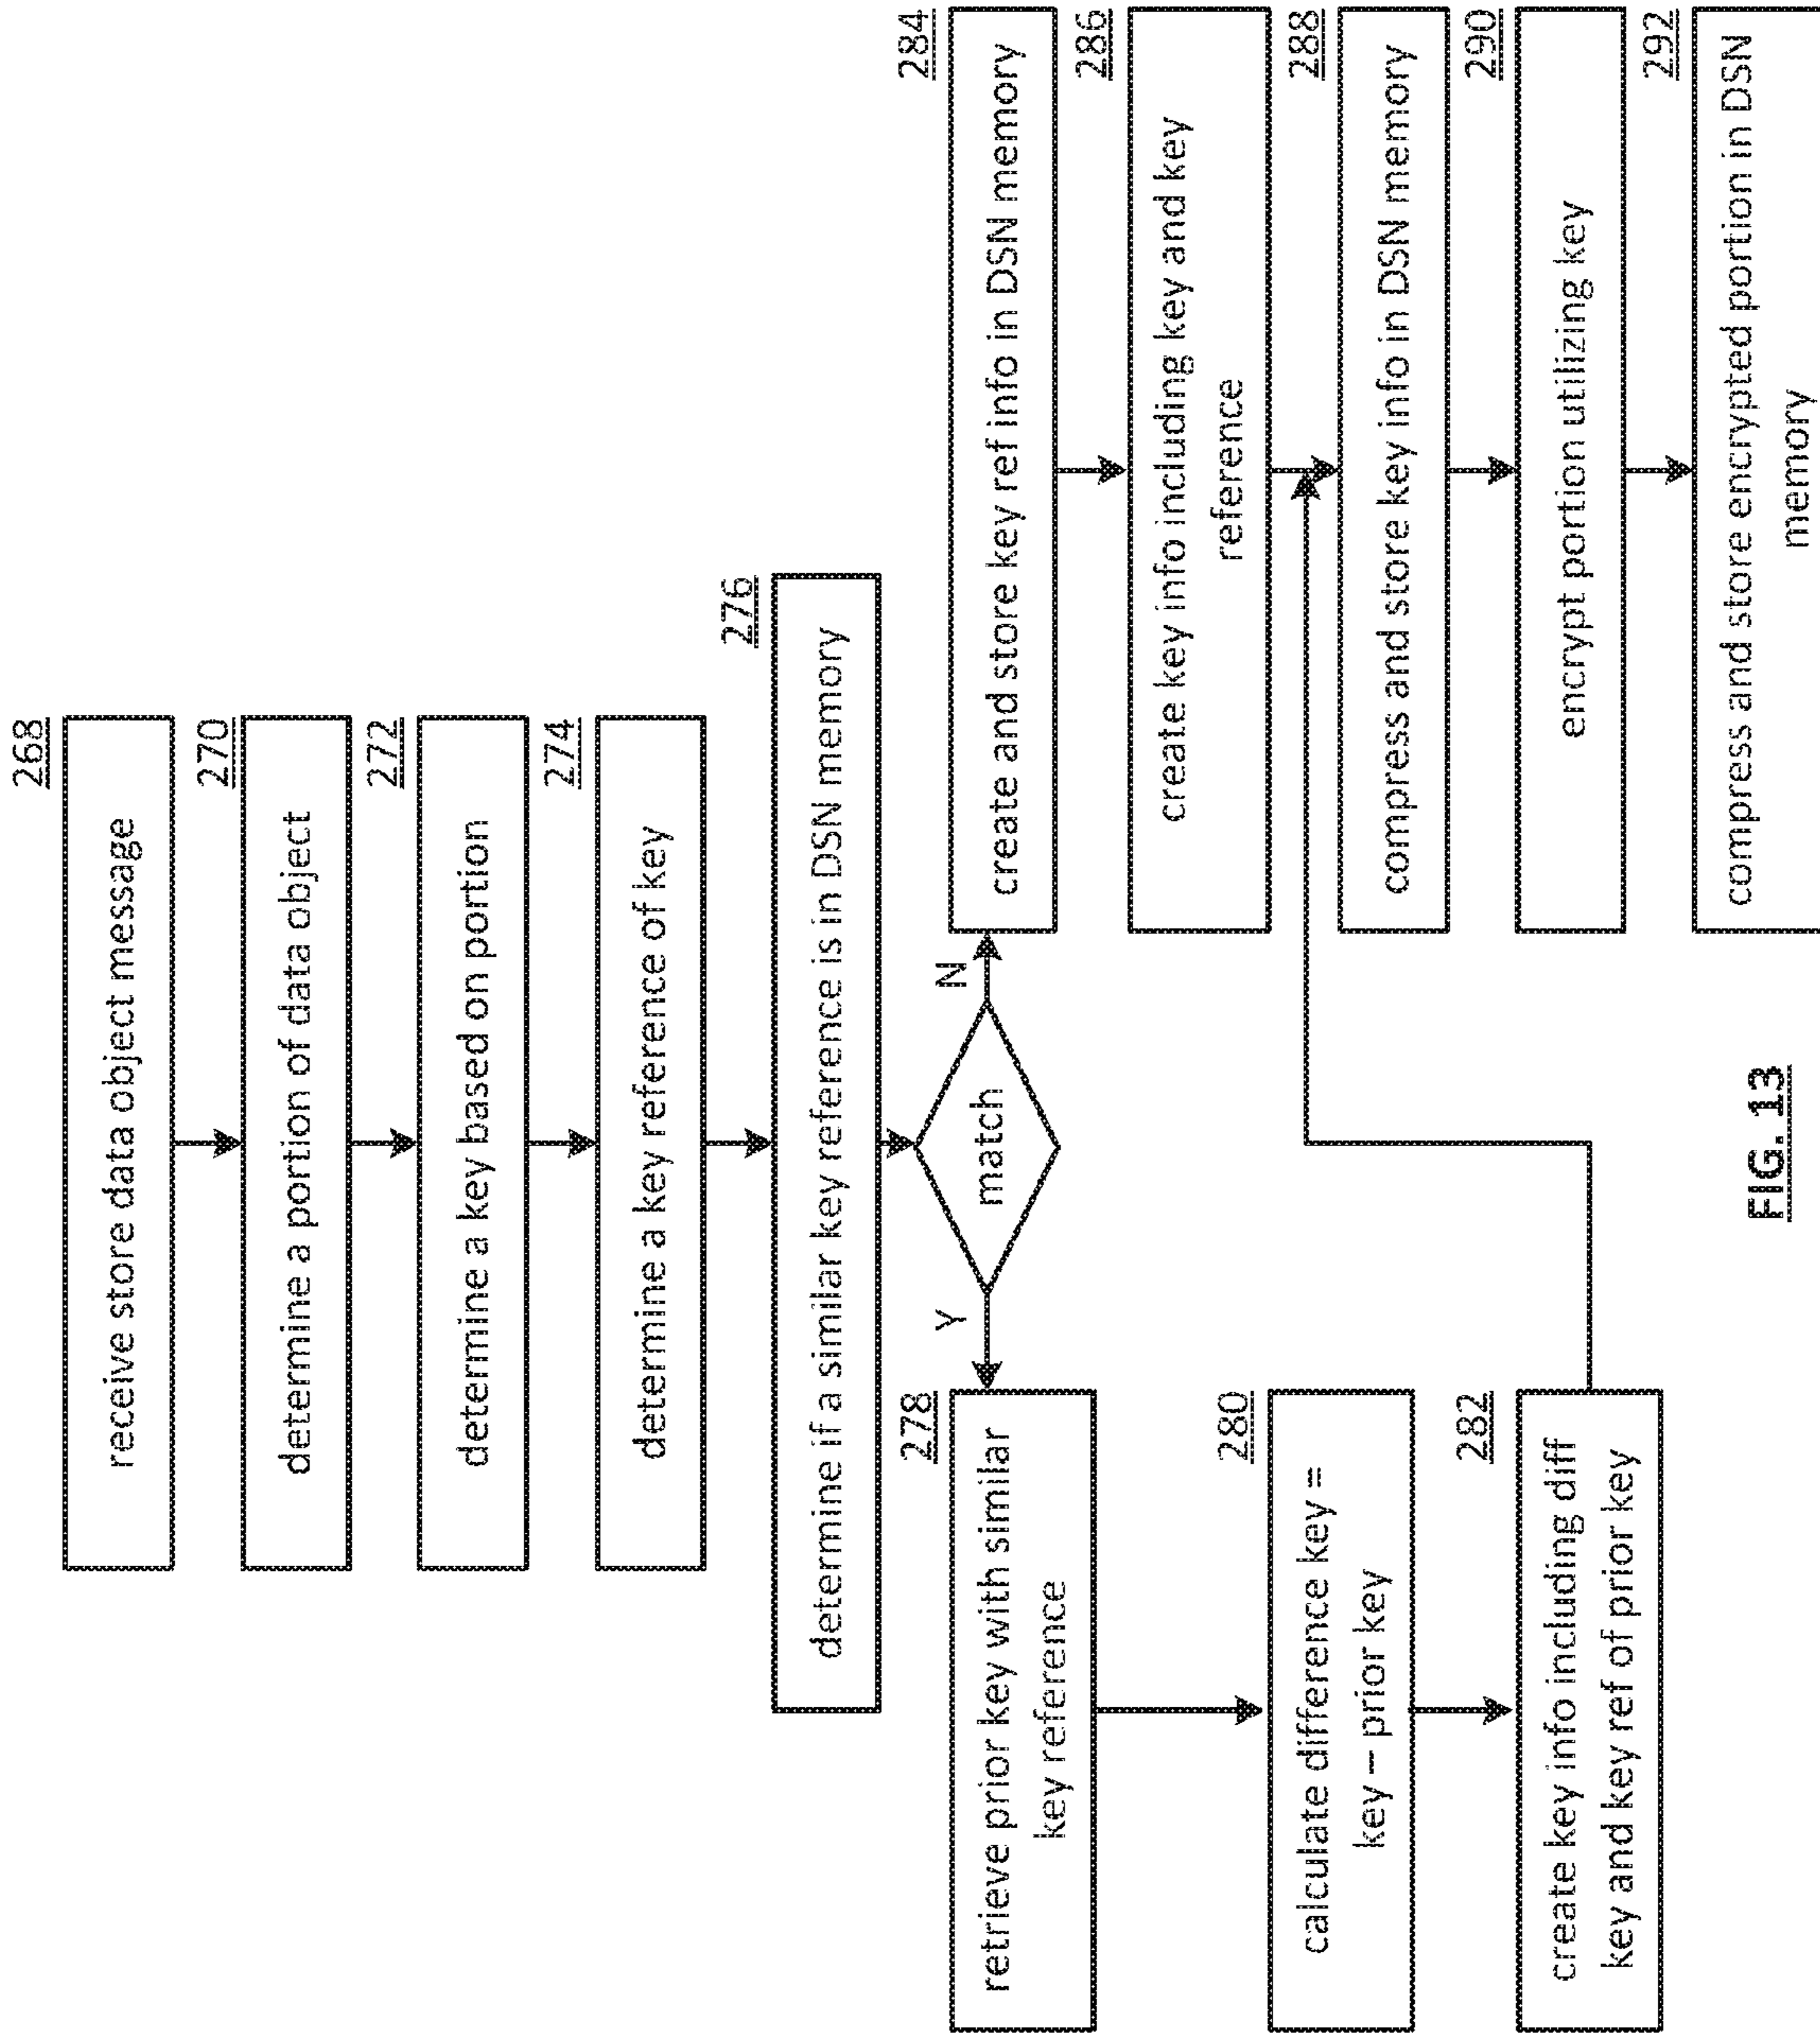 268
receive store data object message
270
determine a portion of data object
272
determine a key based on portion
274
determine a key reference of key
276
determine if a similar key reference is in DSN memory
match
Y
N
278
retrieve prior key with similar
key reference
280
calculate difference key =
key – prior key
282
create key info including diff
key and key ref of prior key
284
create and store key ref info in DSN memory
286
create key info including key and key
reference
288
compress and store key info in DSN memory
290
encrypt portion utilizing key
292
compress and store encrypted portion in DSN
memory
FIG. 13